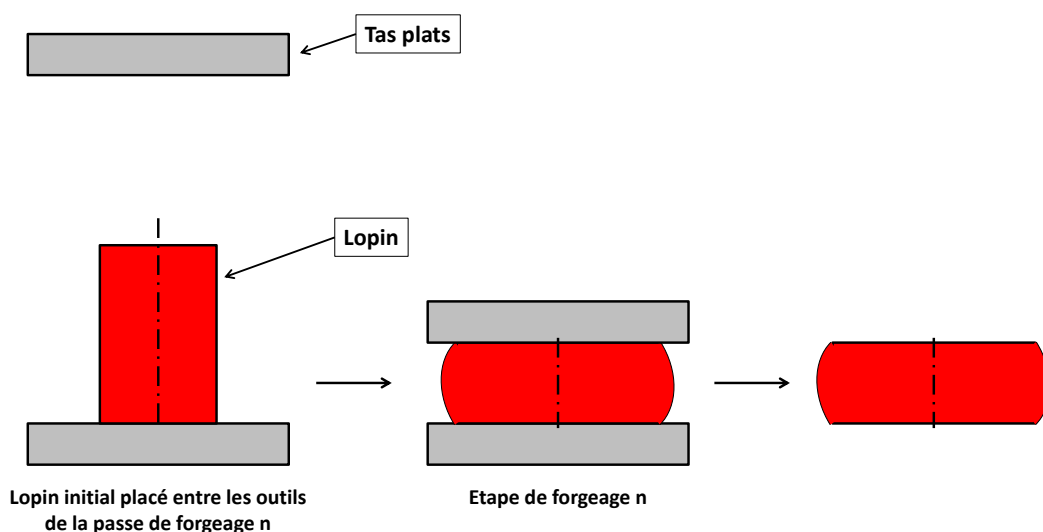 Tas plats
Lopin
Lopin initial placé entre les outils
de la passe de forgeage n
Etape de forgeage n